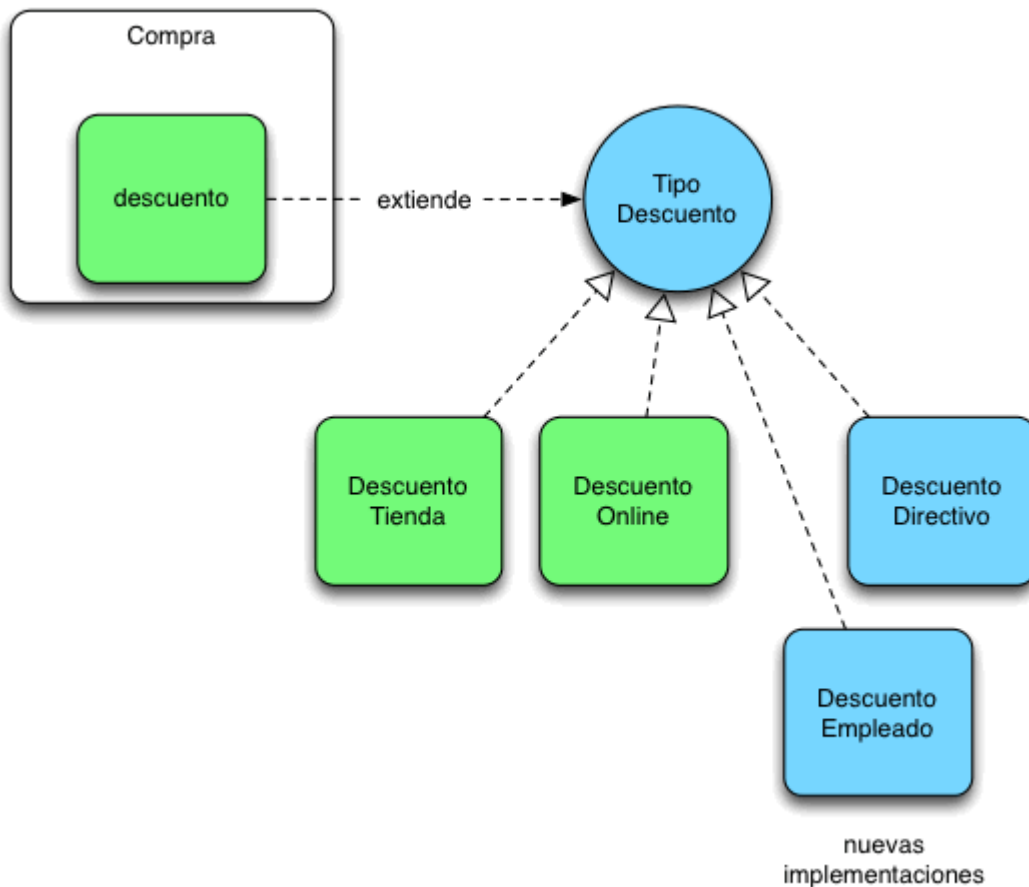 Compra
descuento
extiende
Tipo
Descuento
Descuento
Tienda
Descuento
Online
Descuento
Directivo
Descuento
Empleado
nuevas
implementaciones